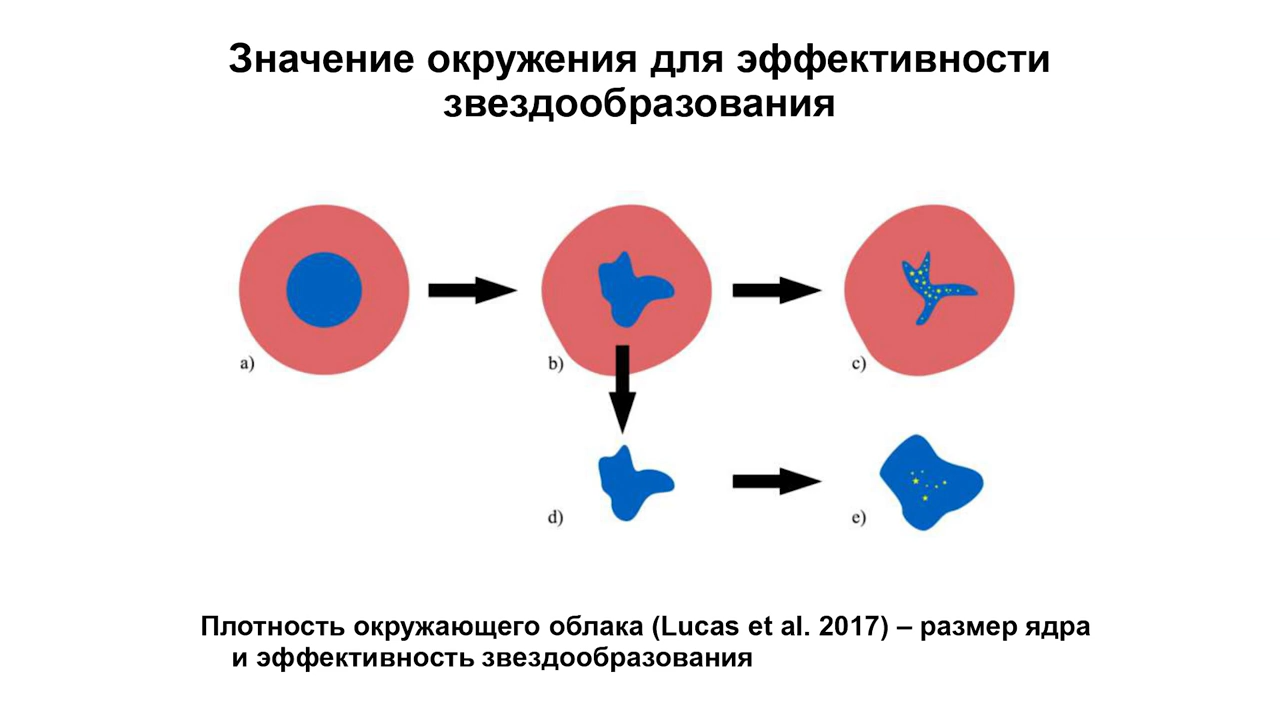 Значение окружения для эффективности
звездообразования
a)
b)
c)
d)
e)
Плотность окружающего облака (Lucas et al. 2017) – размер ядра
и эффективность звездообразования